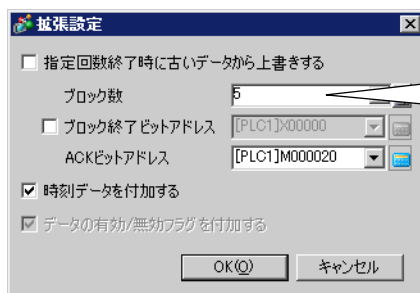 拡張設定
指定回数終了時に古いデータから上書きする
ブロック数 5
ブロック終了ビットアドレス [PLC1]X00000
ACKビットアドレス [PLC1]M000020
時刻データを付加する
データの有効/無効フラグを付加する
OK(O) キャンセル